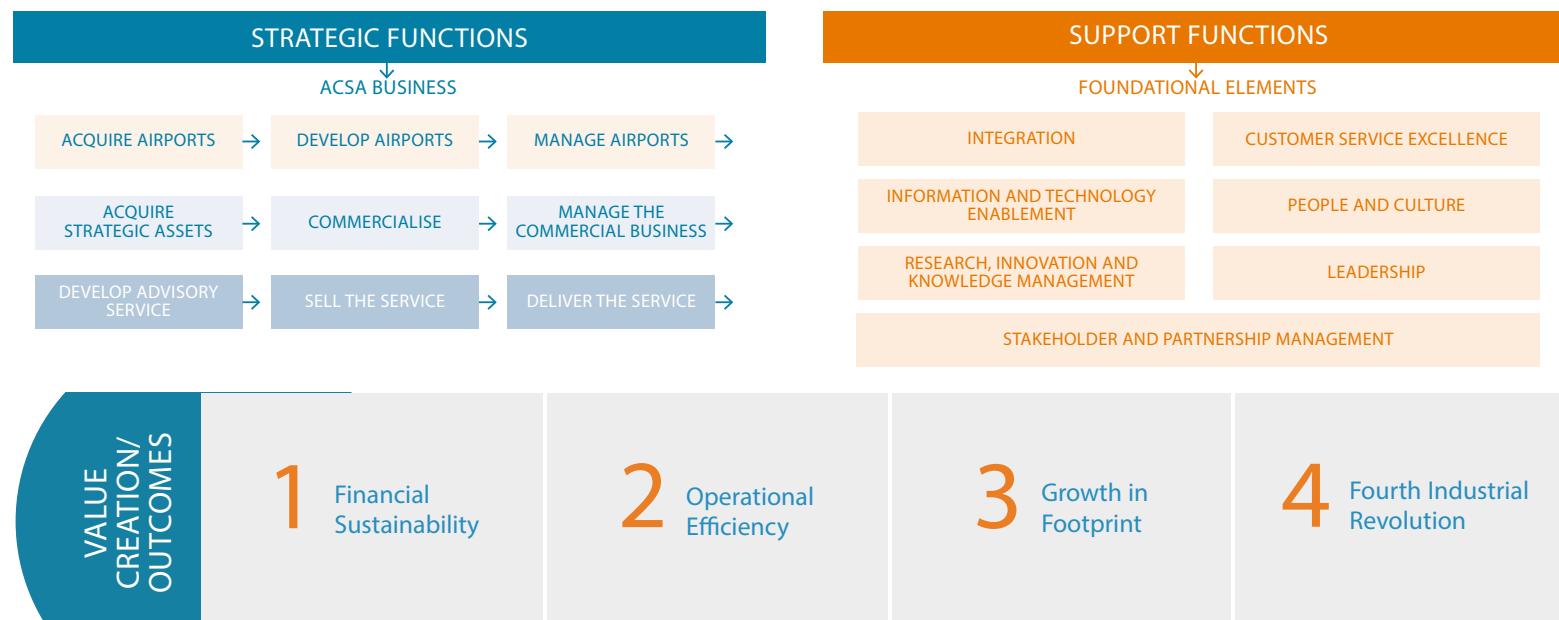 STRATEGIC FUNCTIONS
ACSA BUSINESS
ACQUIRE AIRPORTS
DEVELOP AIRPORTS
MANAGE AIRPORTS
ACQUIRE
STRATEGIC ASSETS
COMMERCIALISE
MANAGE THE
COMMERCIAL BUSINESS
DEVELOP ADVISORY
SERVICE
SELL THE SERVICE
DELIVER THE SERVICE
SUPPORT FUNCTIONS
FOUNDATIONAL ELEMENTS
INTEGRATION
CUSTOMER SERVICE EXCELLENCE
INFORMATION AND TECHNOLOGY
ENABLEMENT
PEOPLE AND CULTURE
RESEARCH, INNOVATION AND
KNOWLEDGE MANAGEMENT
LEADERSHIP
STAKEHOLDER AND PARTNERSHIP MANAGEMENT
VALUE
CREATION/
OUTCOMES
1
Financial
Sustainability
2
Operational
Efficiency
3
Growth in
Footprint
4
Fourth Industrial
Revolution